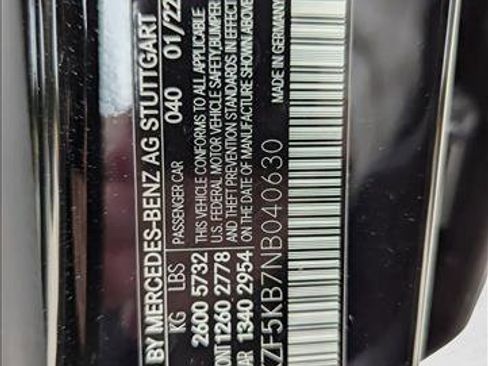 BY MERCEDES-BENZ AG STUTTGART
KG LBS PASSENGER CAR 040 01/22
2600 5732 THIS VEHICLE CONFORMS TO ALL APPLICABLE
U.S. FEDERAL MOTOR VEHICLE SAFETY, BUMPER,
1260 2778 AND THEFT PREVENTION STANDARDS IN EFFECT
1340 2954 ON THE DATE OF MANUFACTURE SHOWN ABOVE.
ZF5KB7NB040630 MADE IN GERMANY